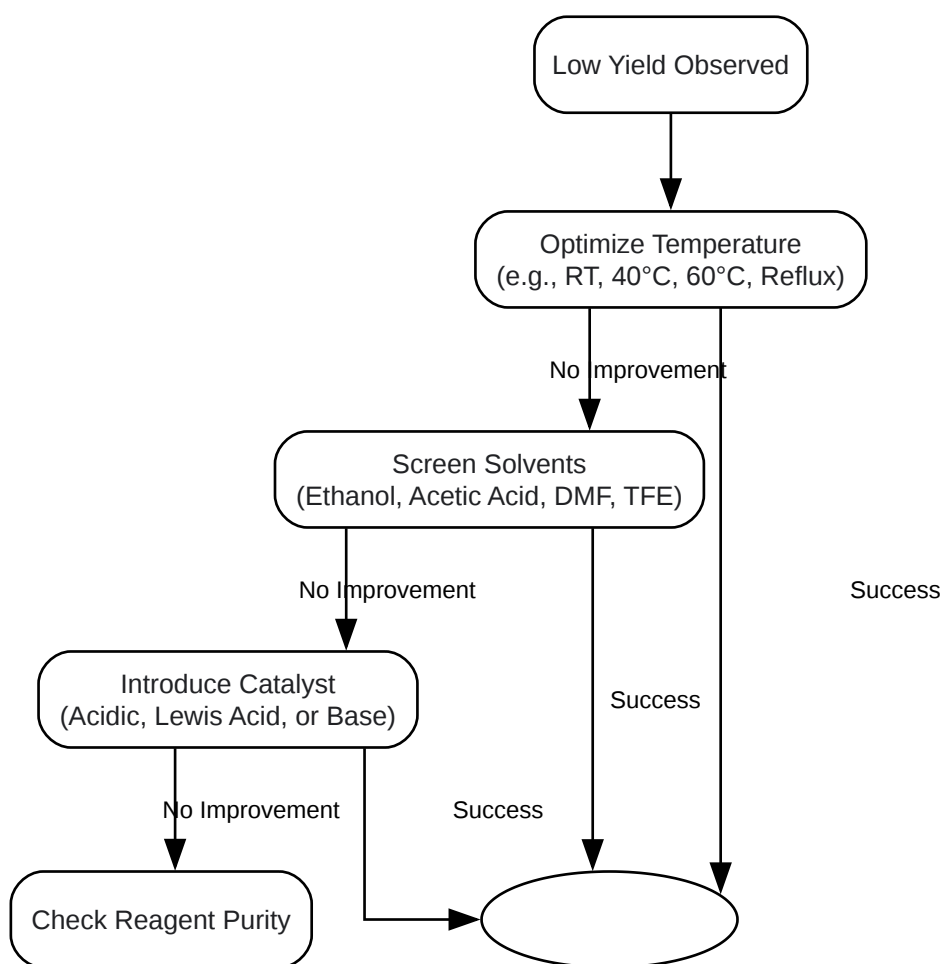 Low Yield Observed
Optimize Temperature
(e.g., RT, 40°C, 60°C, Reflux)
No Improvement
Screen Solvents
(Ethanol, Acetic Acid, DMF, TFE)
No Improvement
Success
Introduce Catalyst
(Acidic, Lewis Acid, or Base)
Success
No Improvement
Success
Check Reagent Purity